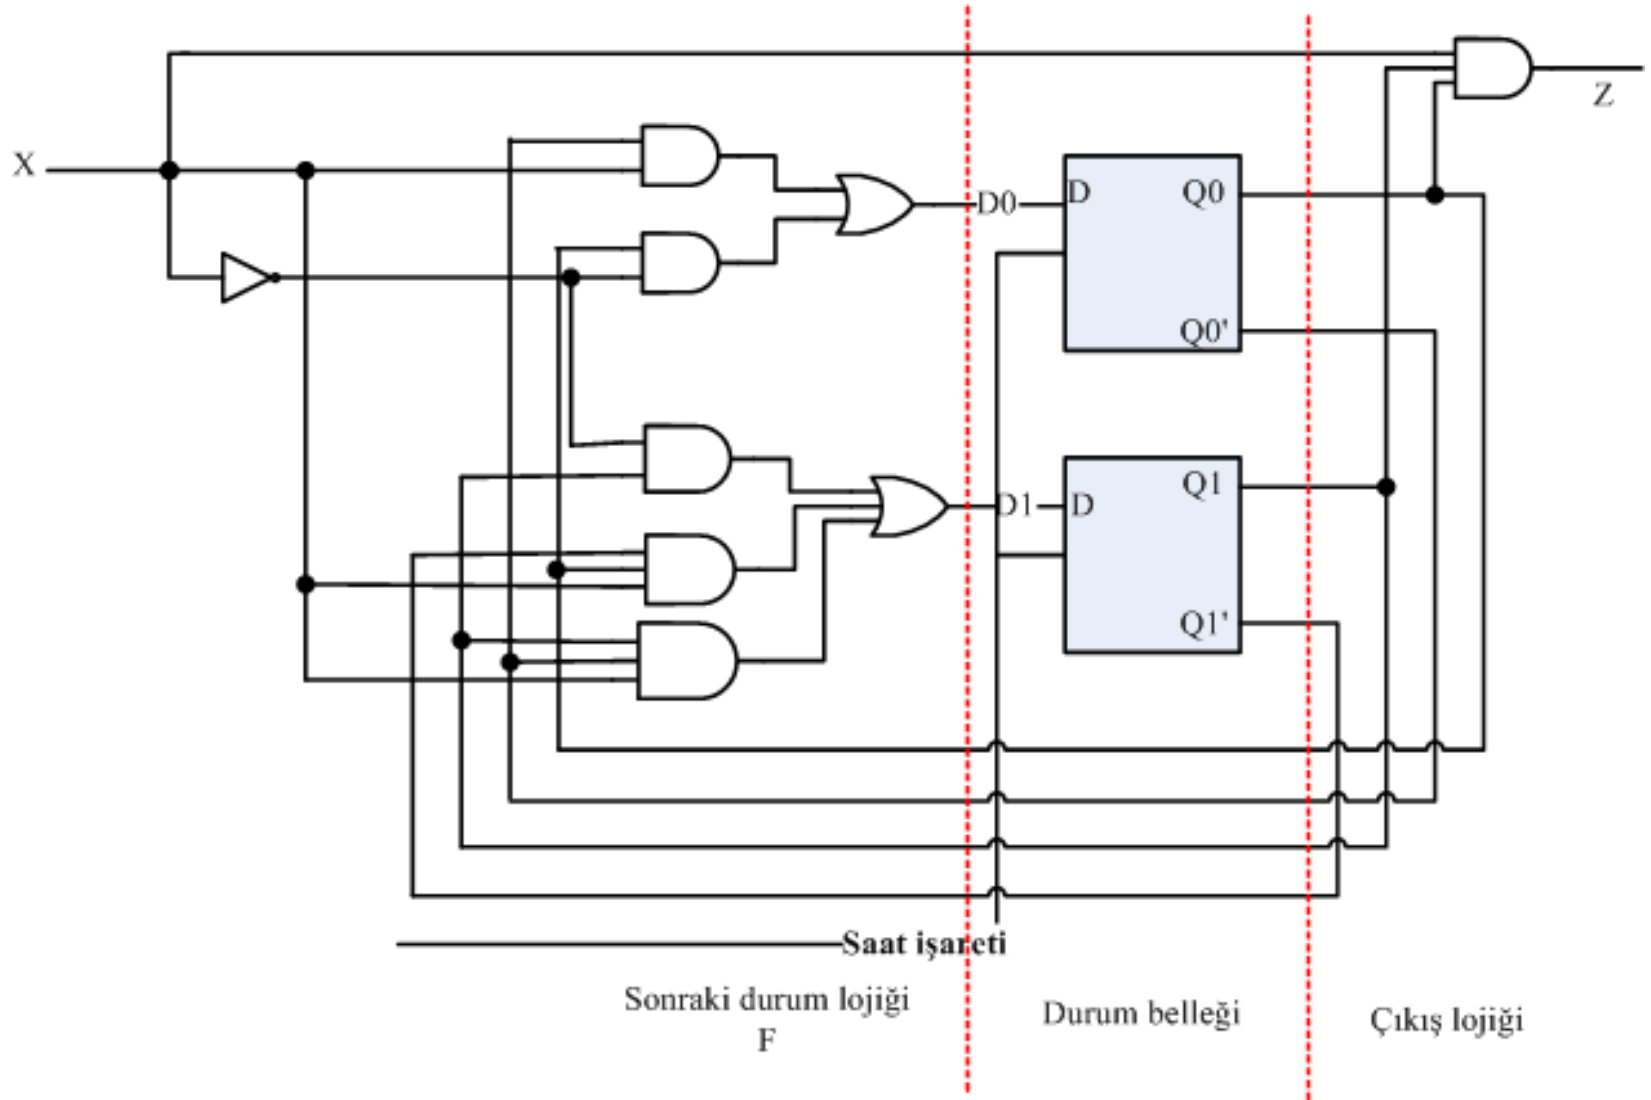 Z
X
D0
D
Q0
Q0'
D1
D
Q1
Q1'
Saat işareti
Sonraki durum lojiği
F
Durum belleği
Çıkış lojiği